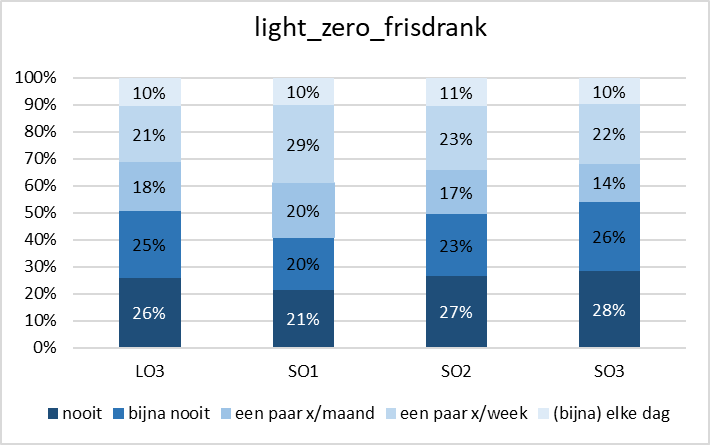 light_zero_frisdrank
100%
90%
80%
70%
60%
50%
40%
30%
20%
10%
0%
10% 10% 11% 10%
21% 29% 23% 22%
18% 20% 17% 14%
25% 20% 23% 26%
26% 21% 27% 28%
LO3 SO1 SO2 SO3
nooit bijna nooit een paar x/maand een paar x/week (bijna) elke dag